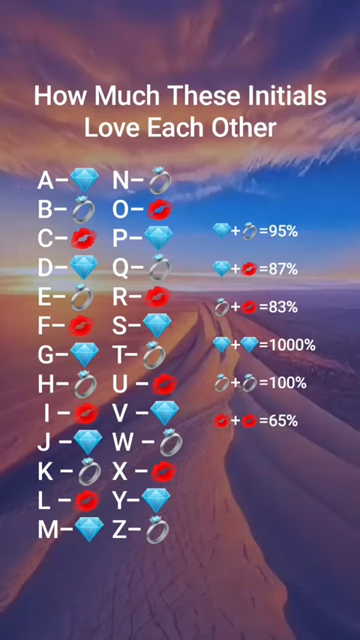 How Much These Initials
Love Each Other
A-💎 N-💍
B-💍 O-💋
C-💋 P-💎
D-💎 Q-💍
E-💍 R-💋
F-💋 S-💎
G-💎 T-💍
H-💍 U -💋
I -💋 V -💎
J-💎 W -💍
K -💍 X -💋
L -💋 Y-💎
M-💎 Z-💍
💎+💍=95%
💎+💋=87%
💍+💋=83%
💎+💎=1000%
💍+💍=100%
💋+💋=65%